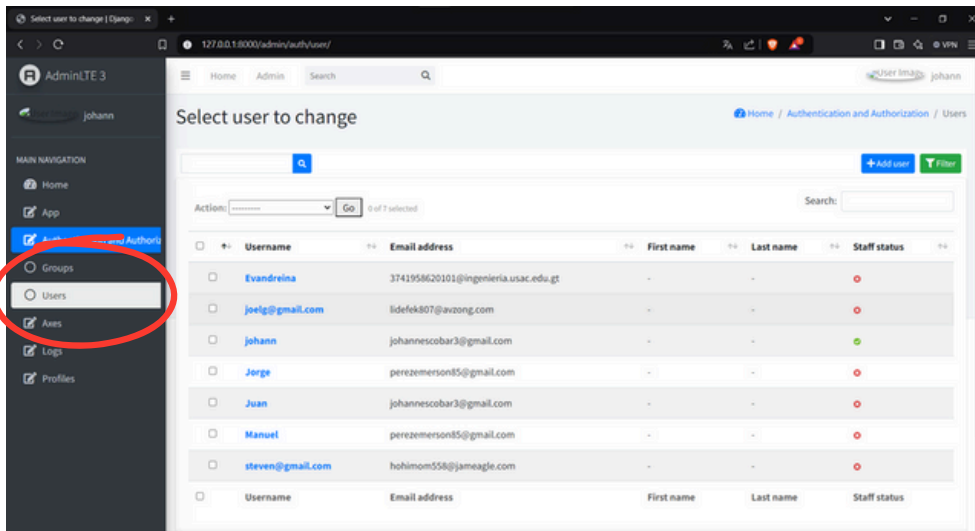 Select user to change | Django
127.0.0.1:8000/admin/auth/user/
VPN
AdminLTE 3
Home Admin Search
User Image johann
johann
Select user to change
Home / Authentication and Authorization / Users
MAIN NAVIGATION
Home
App
and Authoriz
Groups
Users
Axes
Logs
Profiles
+Add user Filter
Action: --------- Go 0 of 7 selected
Search:
Username Email address First name Last name Staff status
Evandreina 3741958620101@ingenieria.usac.edu.gt - -
joelg@gmail.com lidefek807@avzong.com - -
johann johannescobar3@gmail.com - -
Jorge perezemerson85@gmail.com - -
Juan johannescobar3@gmail.com - -
Manuel perezemerson85@gmail.com - -
steven@gmail.com hohimom558@jameagle.com - -
Username Email address First name Last name Staff status